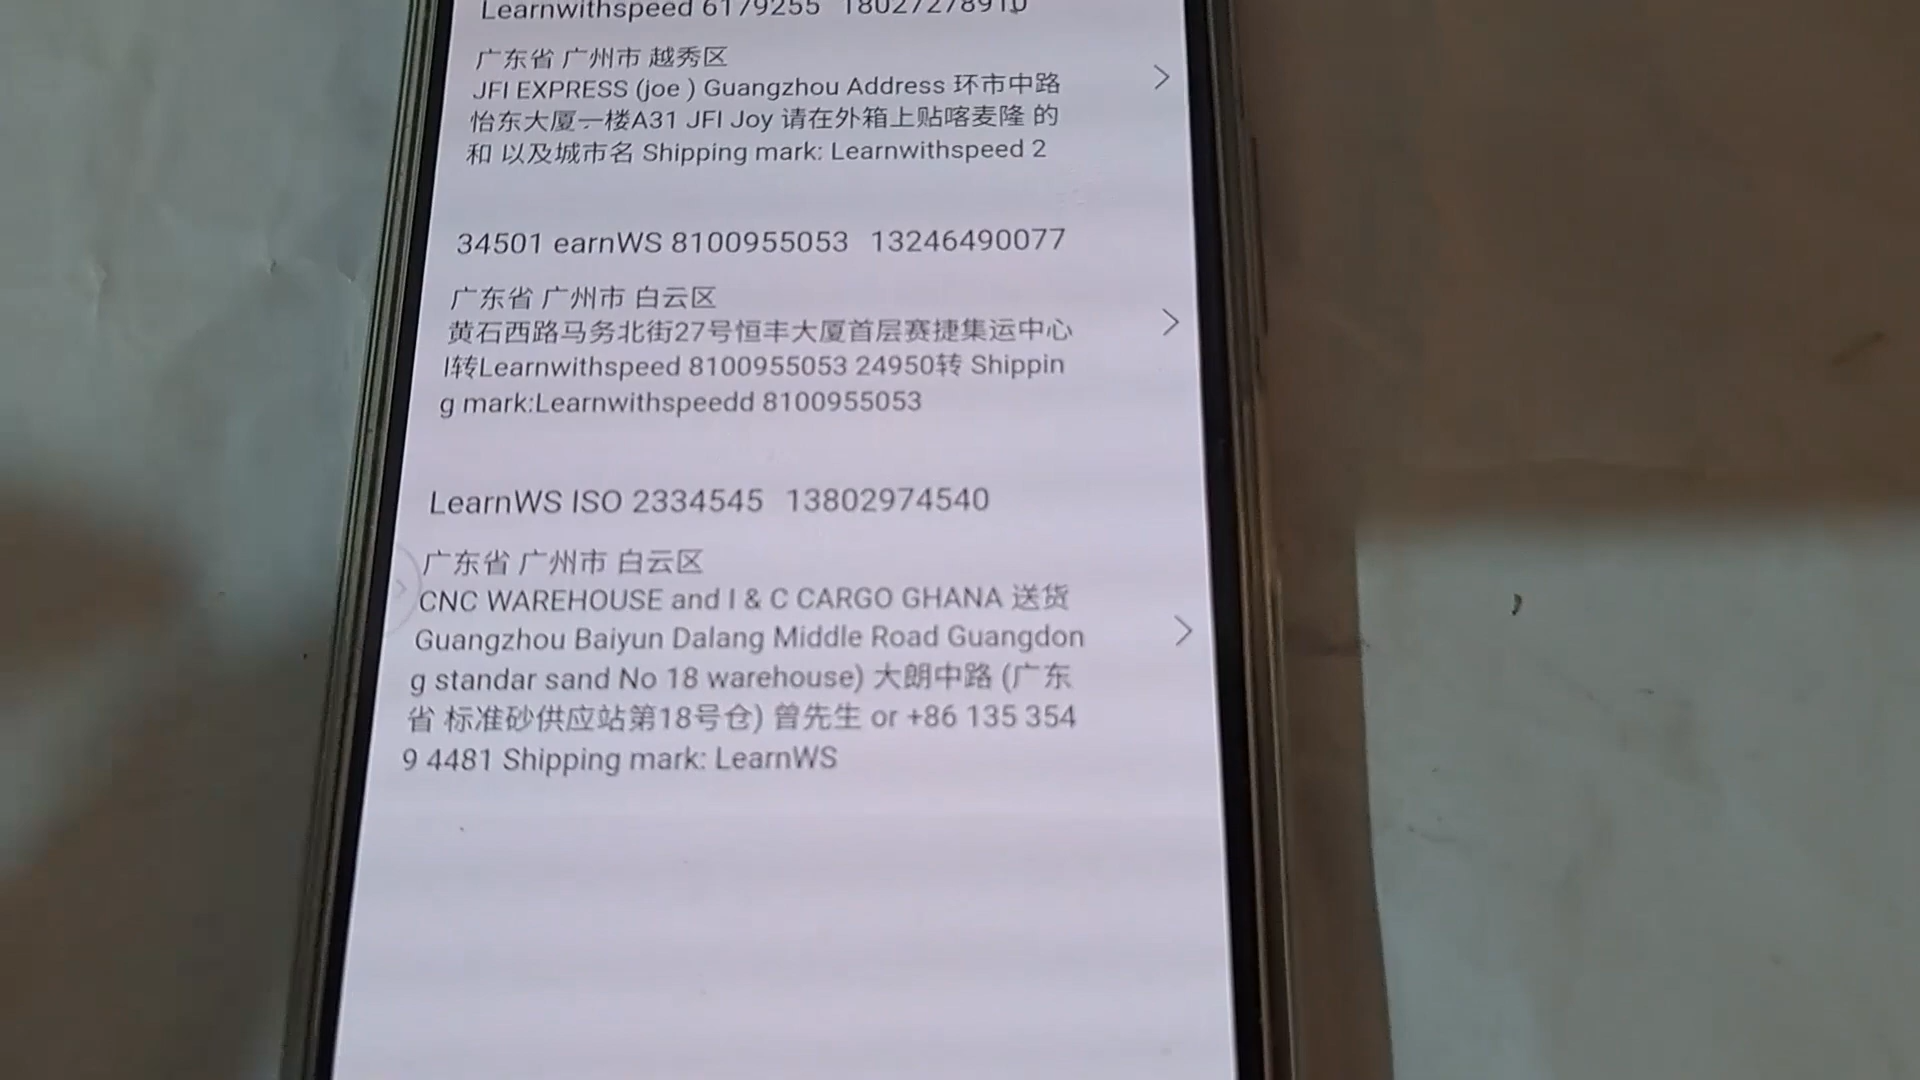 Learnwithspeed 6179255 18027278910
广东省 广州市 越秀区
JFI EXPRESS (joe ) Guangzhou Address 环市中路
怡东大厦一楼A31 JFI Joy 请在外箱上贴喀麦隆 的
和 以及城市名 Shipping mark: Learnwithspeed 2
34501 earnWS 8100955053 13246490077
广东省 广州市 白云区
黄石西路马务北街27号恒丰大厦首层赛捷集运中心
I转Learnwithspeed 8100955053 24950转 Shippin
g mark:Learnwithspeedd 8100955053
LearnWS ISO 2334545 13802974540
广东省 广州市 白云区
CNC WAREHOUSE and I & C CARGO GHANA 送货
Guangzhou Baiyun Dalang Middle Road Guangdon
g standar sand No 18 warehouse) 大朗中路 (广东
省 标准砂供应站第18号仓) 曾先生 or +86 135 354
9 4481 Shipping mark: LearnWS